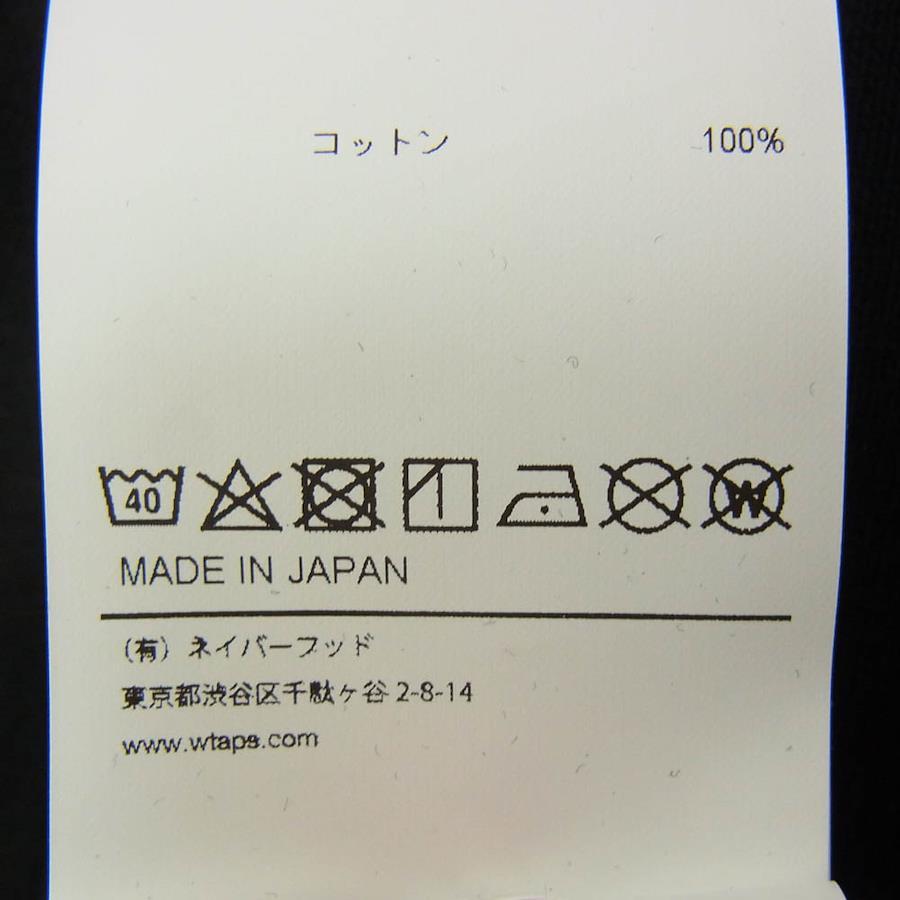 コットン 100%
40
W
MADE IN JAPAN
（有）ネイバーフッド
東京都渋谷区千駄ヶ谷 2-8-14
www.wtaps.com